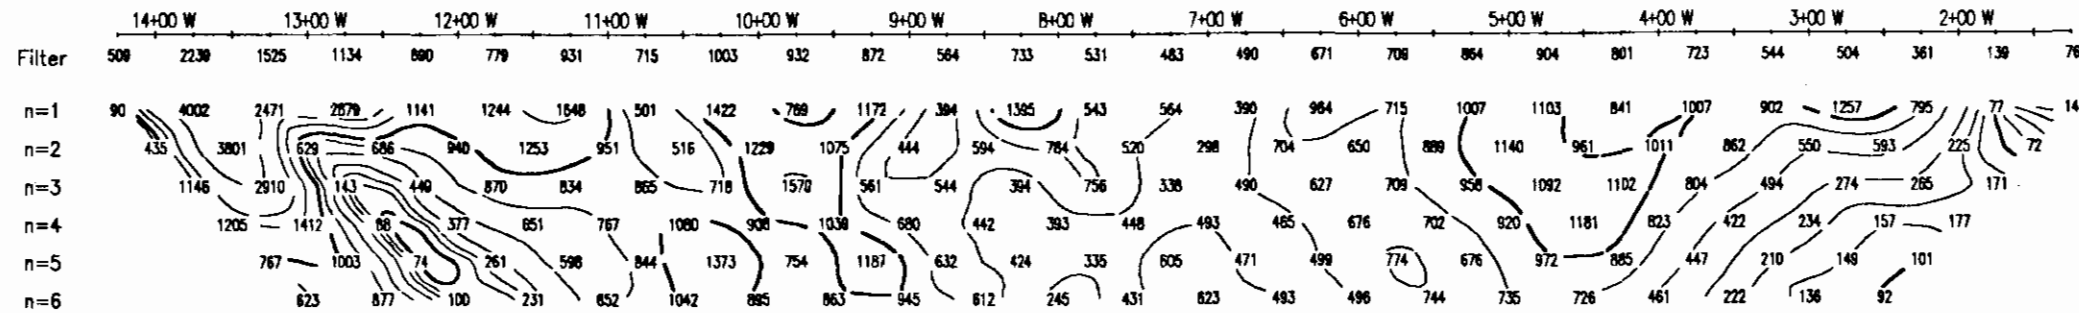 14+00 W 13+00 W 12+00 W 11+00 W 10+00 W 9+00 W 8+00 W 7+00 W 6+00 W 5+00 W 4+00 W 3+00 W 2+00 W
Filter 509 2239 1525 1134 890 779 931 715 1003 932 872 564 733 531 483 490 671 709 864 904 801 723 544 504 361 139 76
n=1 90 4002 2471 2879 1141 1244 1648 501 1422 769 1172 394 1395 543 564 390 984 715 1007 1103 841 1007 902 1257 795 77 14
n=2 435 3801 629 686 940 1253 951 516 1229 1075 444 594 784 520 298 704 650 889 1140 961 1011 862 550 593 225 72
n=3 1146 2910 143 449 870 834 865 718 1570 561 544 394 756 338 490 627 709 958 1092 1102 804 494 274 265 171
n=4 1205 1412 88 377 651 767 1080 908 1039 680 442 393 448 493 465 676 702 920 1181 823 422 234 157 177
n=5 767 1003 74 261 598 844 1373 754 1187 632 424 335 605 471 499 774 676 972 885 447 210 149 101
n=6 623 877 100 231 652 1042 895 863 945 612 245 431 623 493 496 744 735 726 461 222 136 92